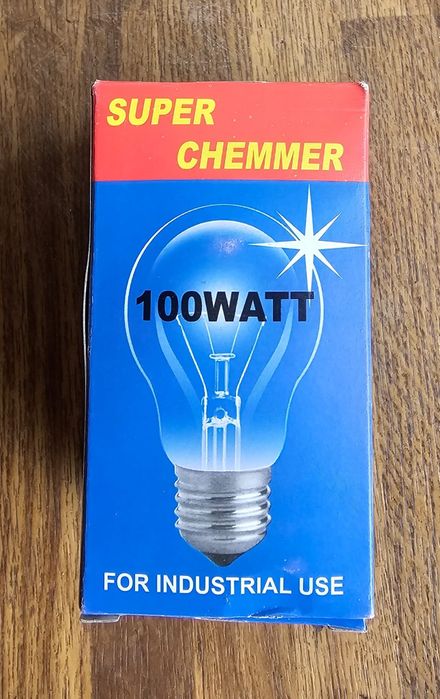 SUPER
CHEMMER
100WATT
FOR INDUSTRIAL USE